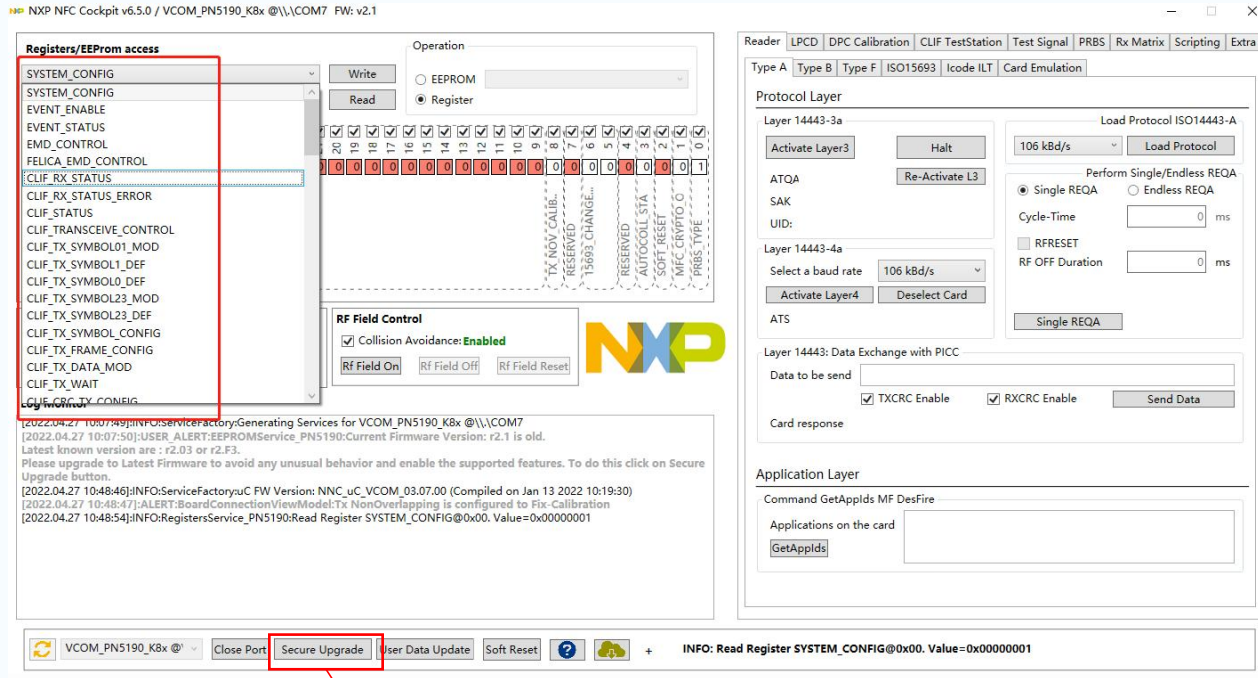 NXP NFC Cockpit v6.5.0 / VCOM_PN5190_K8x @\\.\COM7 FW: v2.1
Registers/EEProm access
SYSTEM_CONFIG
Write
Read
Operation
EEPROM
Register
SYSTEM_CONFIG
EVENT_ENABLE
EVENT_STATUS
EMD_CONTROL
FELICA_EMD_CONTROL
CLIF_RX_STATUS
CLIF_RX_STATUS_ERROR
CLIF_STATUS
CLIF_TRANSCEIVE_CONTROL
CLIF_TX_SYMBOL01_MOD
CLIF_TX_SYMBOL1_DEF
CLIF_TX_SYMBOL0_DEF
CLIF_TX_SYMBOL23_MOD
CLIF_TX_SYMBOL23_DEF
CLIF_TX_SYMBOL_CONFIG
CLIF_TX_FRAME_CONFIG
CLIF_TX_DATA_MOD
CLIF_TX_WAIT
CLIF_CRC_TX_CONFIG
20 19 18 17 16 15 14 13 12 11 10 9 8 7 6 5 4 3 2 1 0
0 0 0 0 0 0 0 0 0 0 0 0 0 0 0 0 0 0 0 0 1
TX_NOV_CALIB..
RESERVED
15693_CHANGE...
RESERVED
AUTOCOLL_STA
SOFT_RESET
MFC_CRYPTO_O
PRBS_TYPE
RF Field Control
Collision Avoidance: Enabled
Rf Field On
Rf Field Off
Rf Field Reset
NXP
Log Monitor
[2022.04.27 10:07:49]:INFO:ServiceFactory:Generating Services for VCOM_PN5190_K8x @\\.\COM7
[2022.04.27 10:07:50]:USER_ALERT:EEPROMService_PN5190:Current Firmware Version: r2.1 is old.
Latest known version are : r2.03 or r2.F3.
Please upgrade to Latest Firmware to avoid any unusual behavior and enable the supported features. To do this click on Secure
Upgrade button.
[2022.04.27 10:48:46]:INFO:ServiceFactory:uC FW Version: NNC_uC_VCOM_03.07.00 (Compiled on Jan 13 2022 10:19:30)
[2022.04.27 10:48:47]:ALERT:BoardConnectionViewModel:Tx NonOverlapping is configured to Fix-Calibration
[2022.04.27 10:48:54]:INFO:RegistersService_PN5190:Read Register SYSTEM_CONFIG@0x00. Value=0x00000001
Reader LPCD DPC Calibration CLIF TestStation Test Signal PRBS Rx Matrix Scripting Extra
Type A Type B Type F ISO15693 Icode ILT Card Emulation
Protocol Layer
Layer 14443-3a
Activate Layer3
Halt
ATQA
Re-Activate L3
SAK
UID:
Load Protocol ISO14443-A
106 kBd/s
Load Protocol
Perform Single/Endless REQA
Single REQA
Endless REQA
Cycle-Time
0 ms
RFRESET
RF OFF Duration
0 ms
Single REQA
Layer 14443-4a
Select a baud rate
106 kBd/s
Activate Layer4
Deselect Card
ATS
Layer 14443: Data Exchange with PICC
Data to be send
TXCRC Enable
RXCRC Enable
Send Data
Card response
Application Layer
Command GetAppIds MF DesFire
Applications on the card
GetAppIds
VCOM_PN5190_K8x @
Close Port
Secure Upgrade
User Data Update
Soft Reset
?
+
INFO: Read Register SYSTEM_CONFIG@0x00. Value=0x00000001